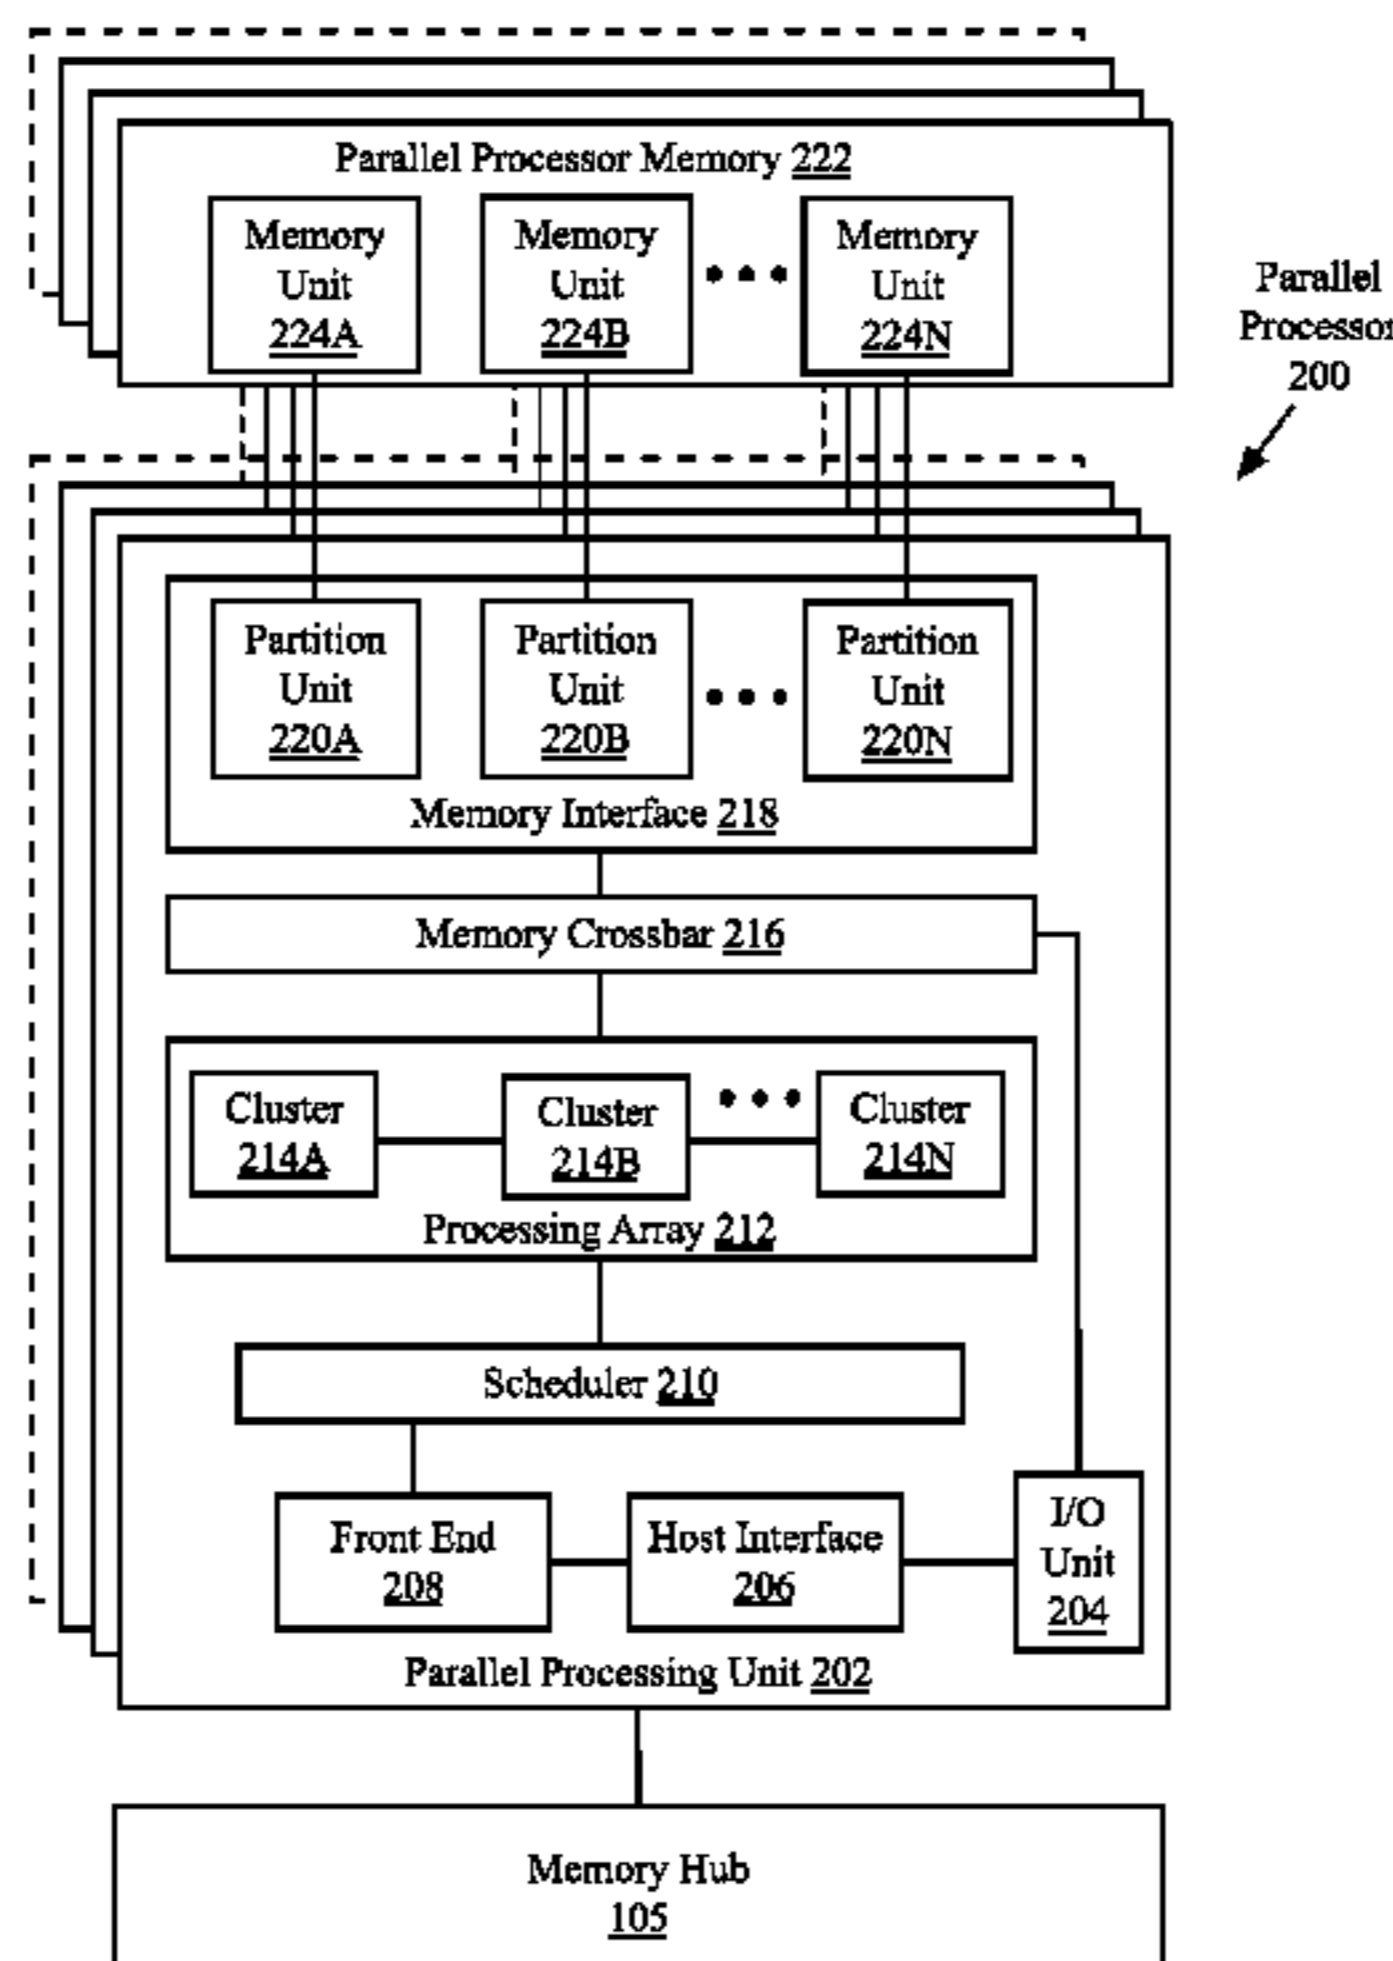 Parallel Processor Memory 222
Memory
Unit
224A
Memory
Unit
224B
Memory
Unit
224N
Parallel
Processor
200
Partition
Unit
220A
Partition
Unit
220B
Partition
Unit
220N
Memory Interface 218
Memory Crossbar 216
Cluster
214A
Cluster
214B
Cluster
214N
Processing Array 212
Scheduler 210
Front End
208
Host Interface
206
I/O
Unit
204
Parallel Processing Unit 202
Memory Hub
105